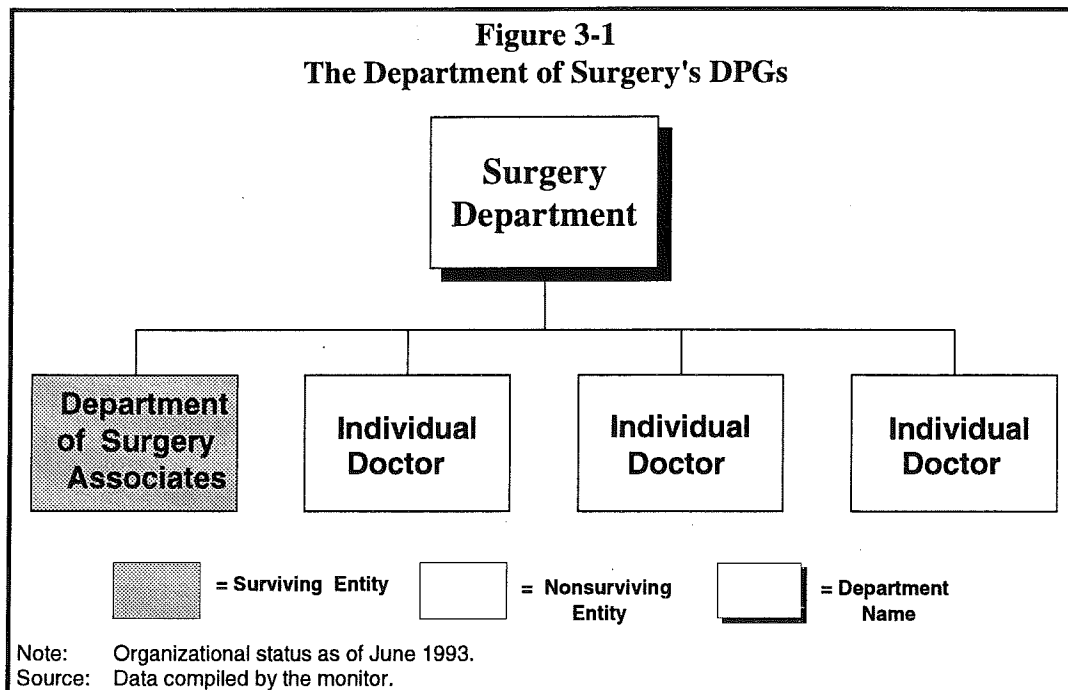 Figure 3-1
The Department of Surgery's DPGs
Surgery
Department
Department
of Surgery
Associates
Individual
Doctor
Individual
Doctor
Individual
Doctor
= Surviving Entity
= Nonsurviving
Entity
= Department
Name
Note: Organizational status as of June 1993.
Source: Data compiled by the monitor.